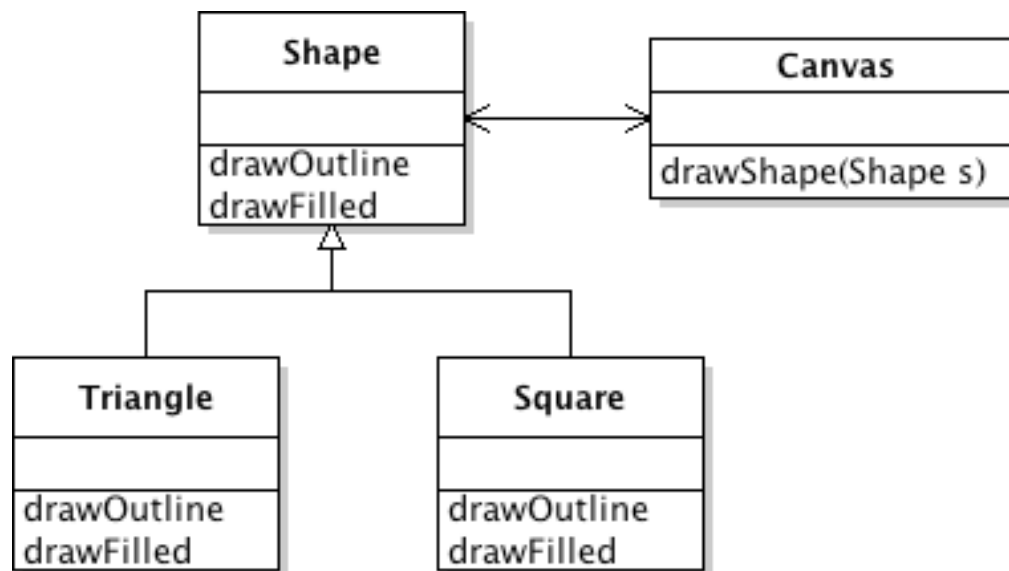 Shape
drawOutline
drawFilled
Canvas
drawShape(Shape s)
Triangle
drawOutline
drawFilled
Square
drawOutline
drawFilled